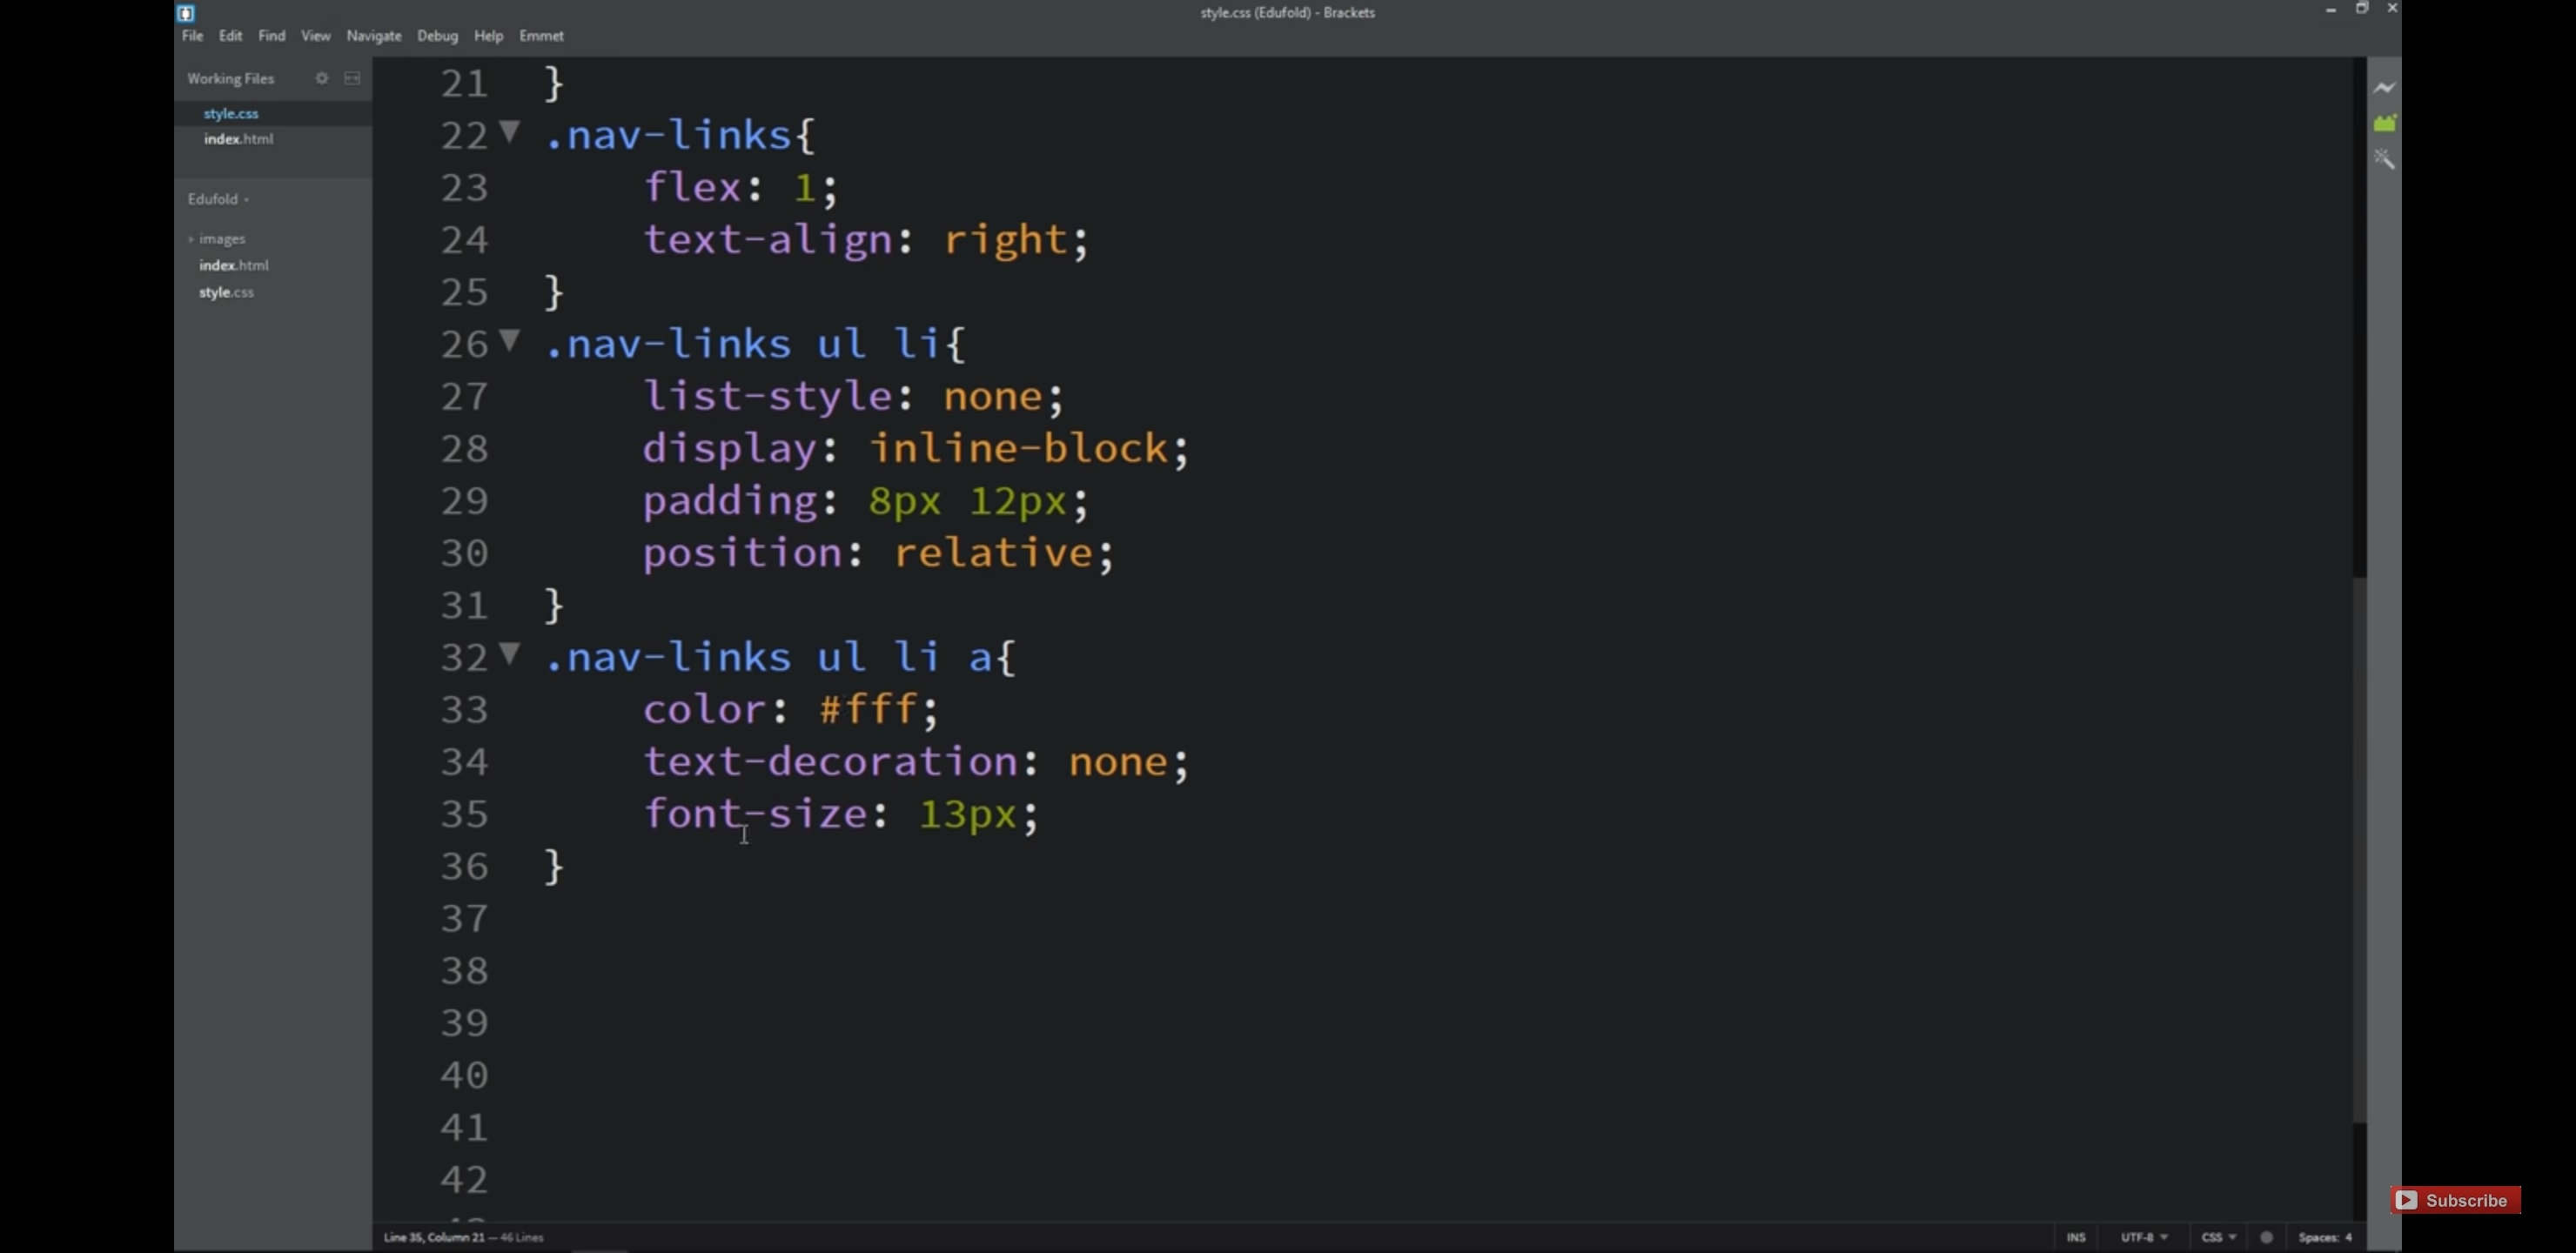 style.css (Edufold) - Brackets
File Edit Find View Navigate Debug Help Emmet
Working Files
style.css
index.html
Edufold
images
index.html
style.css
21 }
22 .nav-links{
23     flex: 1;
24     text-align: right;
25 }
26 .nav-links ul li{
27     list-style: none;
28     display: inline-block;
29     padding: 8px 12px;
30     position: relative;
31 }
32 .nav-links ul li a{
33     color: #fff;
34     text-decoration: none;
35     font-size: 13px;
36 }
37
38
39
40
41
42
Line 35, Column 21 — 46 Lines
INS UTF-8 CSS Spaces: 4
Subscribe